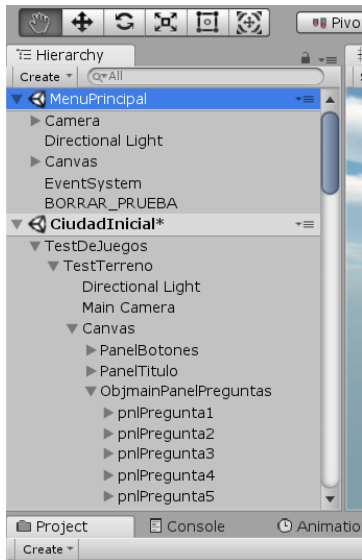 Pivo
Hierarchy
Create
All
MenuPrincipal
Camera
Directional Light
Canvas
EventSystem
BORRAR_PRUEBA
CiudadInicial*
TestDeJuegos
TestTerreno
Directional Light
Main Camera
Canvas
PanelBotones
PanelTitulo
ObjmainPanelPreguntas
pnlPregunta1
pnlPregunta2
pnlPregunta3
pnlPregunta4
pnlPregunta5
Project Console Animatio
Create